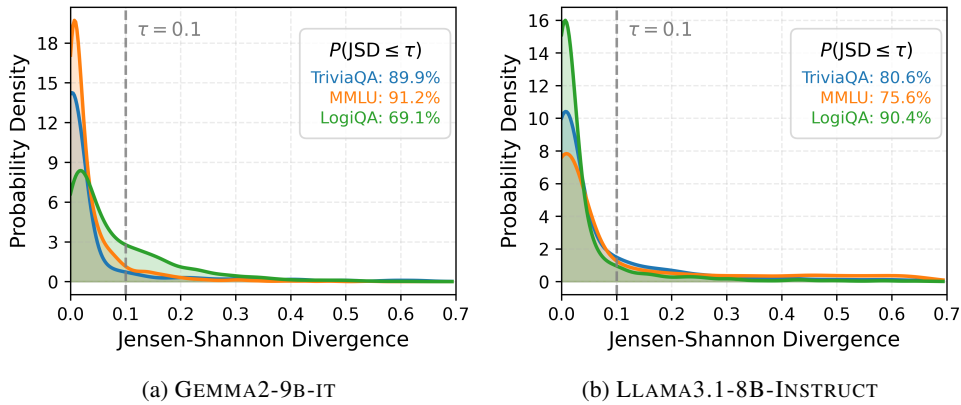 τ = 0.1
P(JSD ≤ τ)
TriviaQA: 89.9%
MMLU: 91.2%
LogiQA: 69.1%
Probability Density
18
15
12
9
6
3
0
0.0 0.1 0.2 0.3 0.4 0.5 0.6 0.7
Jensen-Shannon Divergence
(a) GEMMA2-9B-IT
τ = 0.1
P(JSD ≤ τ)
TriviaQA: 80.6%
MMLU: 75.6%
LogiQA: 90.4%
Probability Density
16
14
12
10
8
6
4
2
0
0.0 0.1 0.2 0.3 0.4 0.5 0.6 0.7
Jensen-Shannon Divergence
(b) LLAMA3.1-8B-INSTRUCT